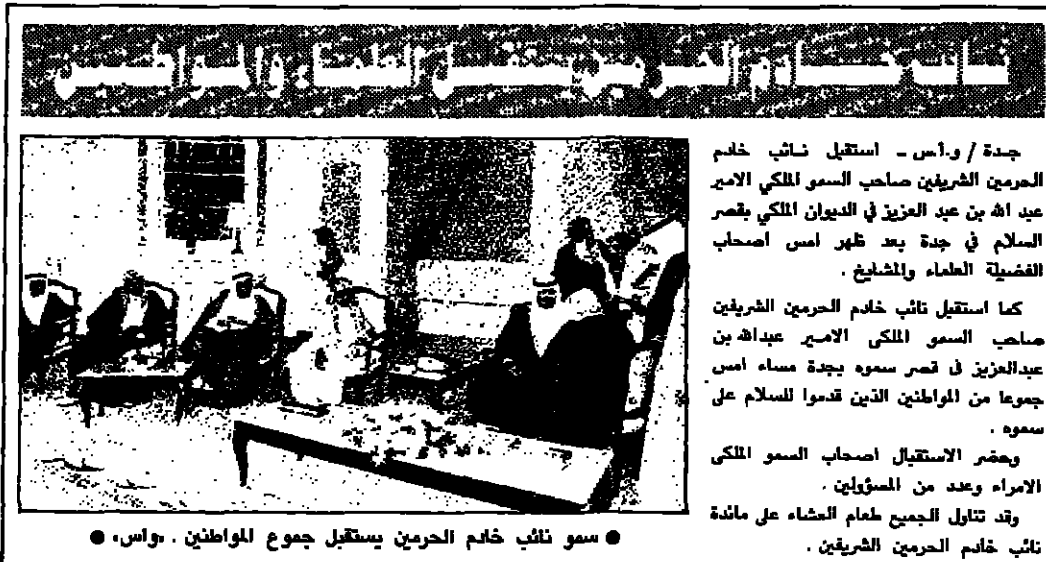 نائب خادم الحرمين يستقبل العلماء والمواطنين
جدة / و.أ.س ـ استقبل نائب خادم
الحرمين الشريفين صاحب السمو الملكي الامير
عبد الله بن عبد العزيز في الديوان الملكي بقصر
السلام في جدة بعد ظهر امس اصحاب
الفضيلة العلماء والمشايخ .
كما استقبل نائب خادم الحرمين الشريفين
صاحب السمو الملكى الامير عبدالله بن
عبدالعزيز فى قصر سموه بجدة مساء امس
جموعا من المواطنين الذين قدموا للسلام على
سموه .
وحضر الاستقبال اصحاب السمو الملكى
الامراء وعدد من المسؤولين .
وقد تناول الجميع طعام العشاء على مائدة
نائب خادم الحرمين الشريفين .
● سمو نائب خادم الحرمين يستقبل جموع المواطنين . «واس» ●